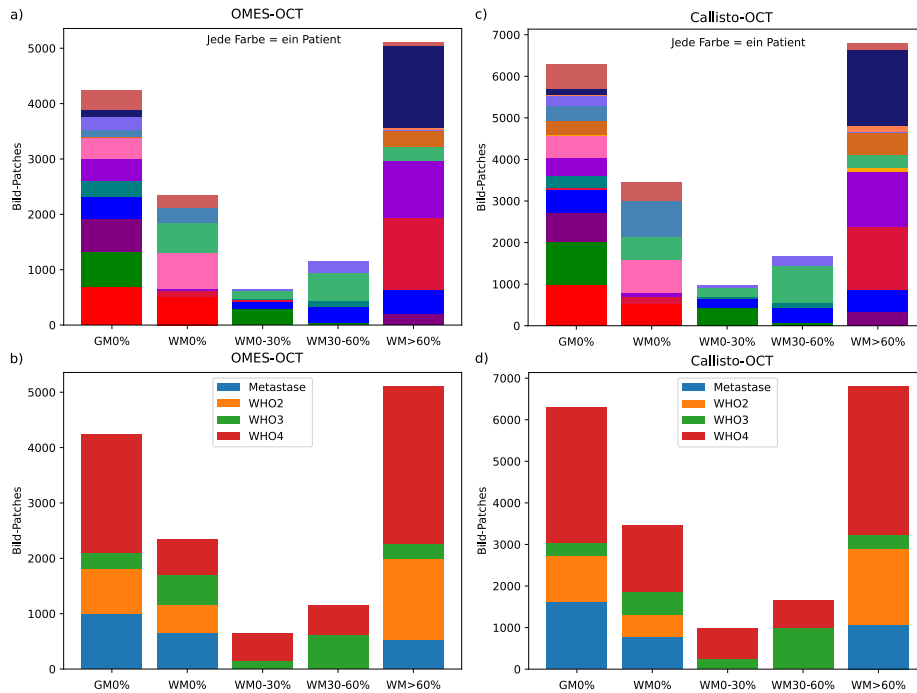 a)
OMES-OCT
Jede Farbe = ein Patient
Bild-Patches
5000
4000
3000
2000
1000
0
GM0% WM0% WM0-30% WM30-60% WM>60%
c)
Callisto-OCT
Jede Farbe = ein Patient
Bild-Patches
7000
6000
5000
4000
3000
2000
1000
0
GM0% WM0% WM0-30% WM30-60% WM>60%
b)
OMES-OCT
Metastase
WHO2
WHO3
WHO4
Bild-Patches
5000
4000
3000
2000
1000
0
GM0% WM0% WM0-30% WM30-60% WM>60%
d)
Callisto-OCT
Metastase
WHO2
WHO3
WHO4
Bild-Patches
7000
6000
5000
4000
3000
2000
1000
0
GM0% WM0% WM0-30% WM30-60% WM>60%